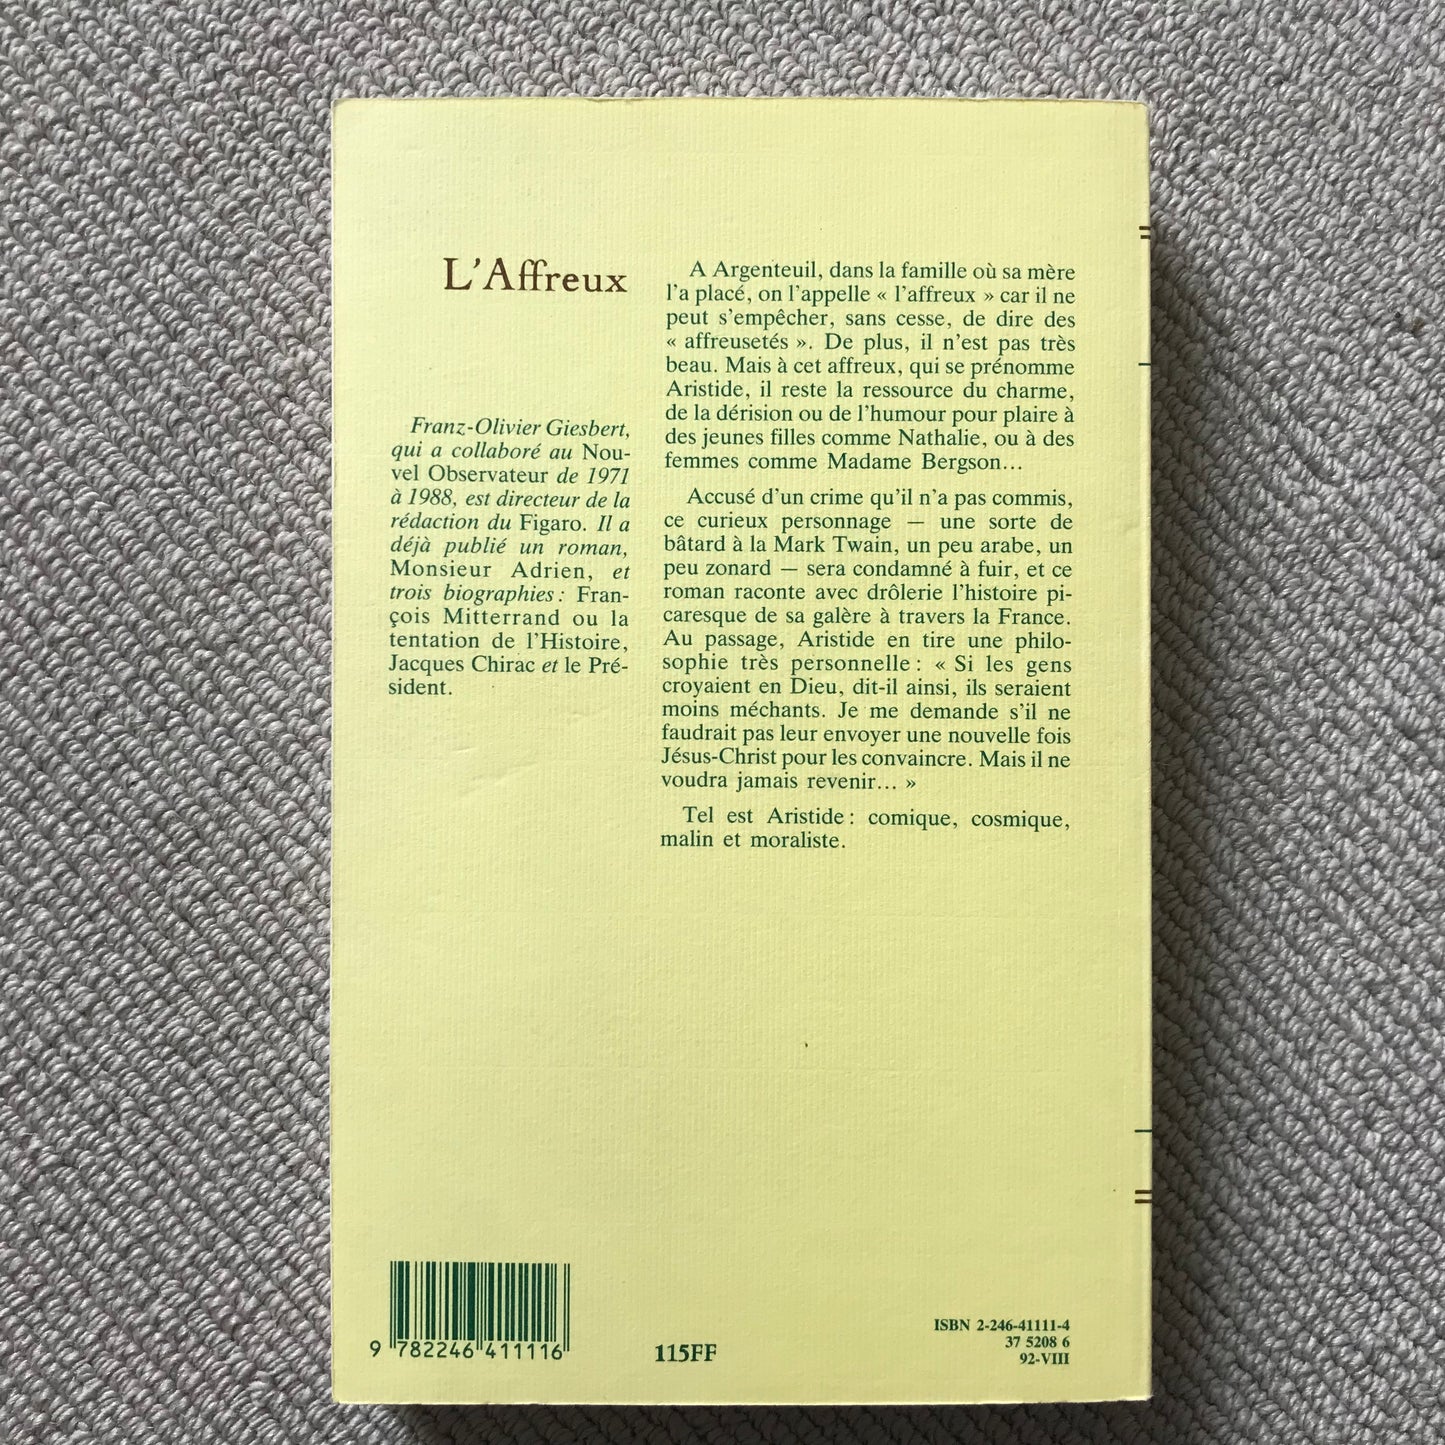 L'Affreux
Franz-Olivier Giesbert,
qui a collaboré au Nou-
vel Observateur de 1971
à 1988, est directeur de la
rédaction du Figaro. Il a
déjà publié un roman,
Monsieur Adrien, et
trois biographies : Fran-
çois Mitterrand ou la
tentation de l'Histoire,
Jacques Chirac et le Pré-
sident.
A Argenteuil, dans la famille où sa mère
l'a placé, on l'appelle « l'affreux » car il ne
peut s'empêcher, sans cesse, de dire des
« affreusetés ». De plus, il n'est pas très
beau. Mais à cet affreux, qui se prénomme
Aristide, il reste la ressource du charme,
de la dérision ou de l'humour pour plaire à
des jeunes filles comme Nathalie, ou à des
femmes comme Madame Bergson...
Accusé d'un crime qu'il n'a pas commis,
ce curieux personnage — une sorte de
bâtard à la Mark Twain, un peu arabe, un
peu zonard — sera condamné à fuir, et ce
roman raconte avec drôlerie l'histoire pi-
caresque de sa galère à travers la France.
Au passage, Aristide en tire une philo-
sophie très personnelle : « Si les gens
croyaient en Dieu, dit-il ainsi, ils seraient
moins méchants. Je me demande s'il ne
faudrait pas leur envoyer une nouvelle fois
Jésus-Christ pour les convaincre. Mais il ne
voudra jamais revenir... »
Tel est Aristide : comique, cosmique,
malin et moraliste.
9 782246 411116
115FF
ISBN 2-246-41111-4
37 5208 6
92-VIII